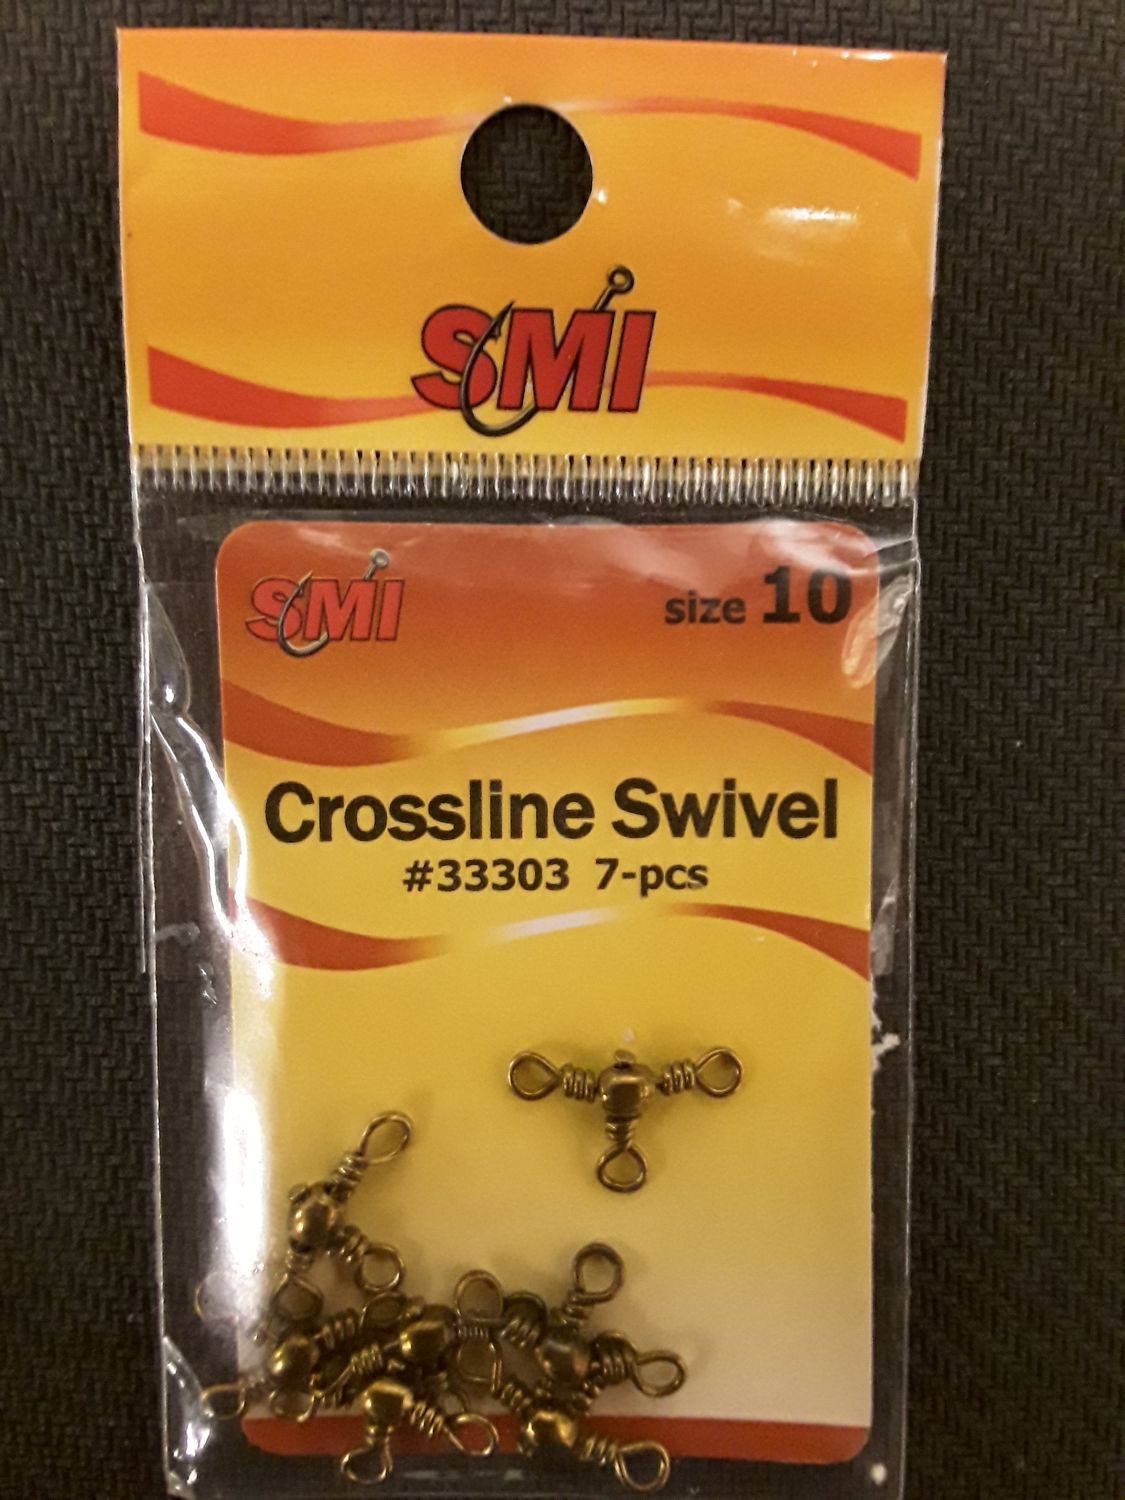 SMI
SMI
size 10
Crossline Swivel
#33303 7-pcs